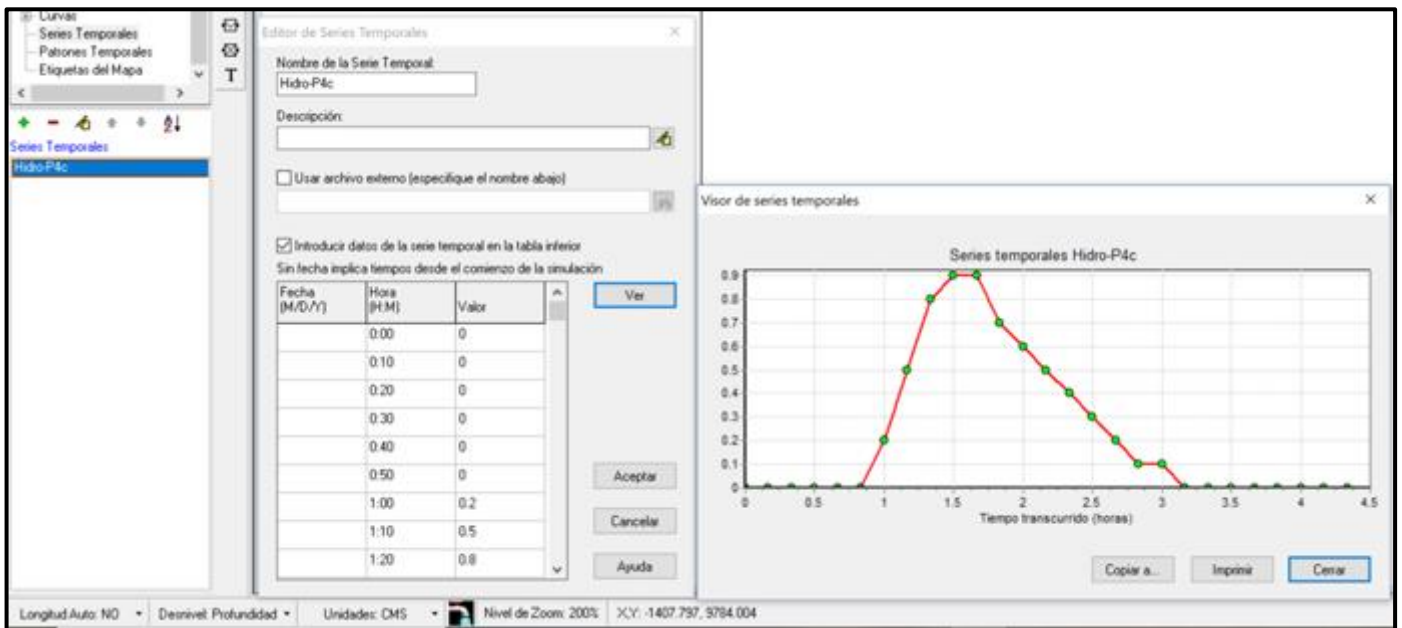 Curvas
Series Temporales
Patrones Temporales
Etiquetas del Mapa
T
Series Temporales
Hidro-P4c
Editor de Series Temporales
Nombre de la Serie Temporal:
Hidro-P4c
Descripción:
Usar archivo externo (especifique el nombre abajo)
Introducir datos de la serie temporal en la tabla inferior
Sin fecha implica tiempos desde el comienzo de la simulación
Fecha (M/D/Y) Hora (H:M) Valor
0:00 0
0:10 0
0:20 0
0:30 0
0:40 0
0:50 0
1:00 0.2
1:10 0.5
1:20 0.8
Ver
Aceptar
Cancelar
Ayuda
Visor de series temporales
Series temporales Hidro-P4c
0.9
0.8
0.7
0.6
0.5
0.4
0.3
0.2
0.1
0
0 0.5 1 1.5 2 2.5 3 3.5 4 4.5
Tiempo transcurrido (horas)
Copiar a... Imprimir Cerrar
Longitud Auto: NO Desnivel: Profundidad Unidades: CMS Nivel de Zoom: 200% X,Y: -1407.797, 9784.004